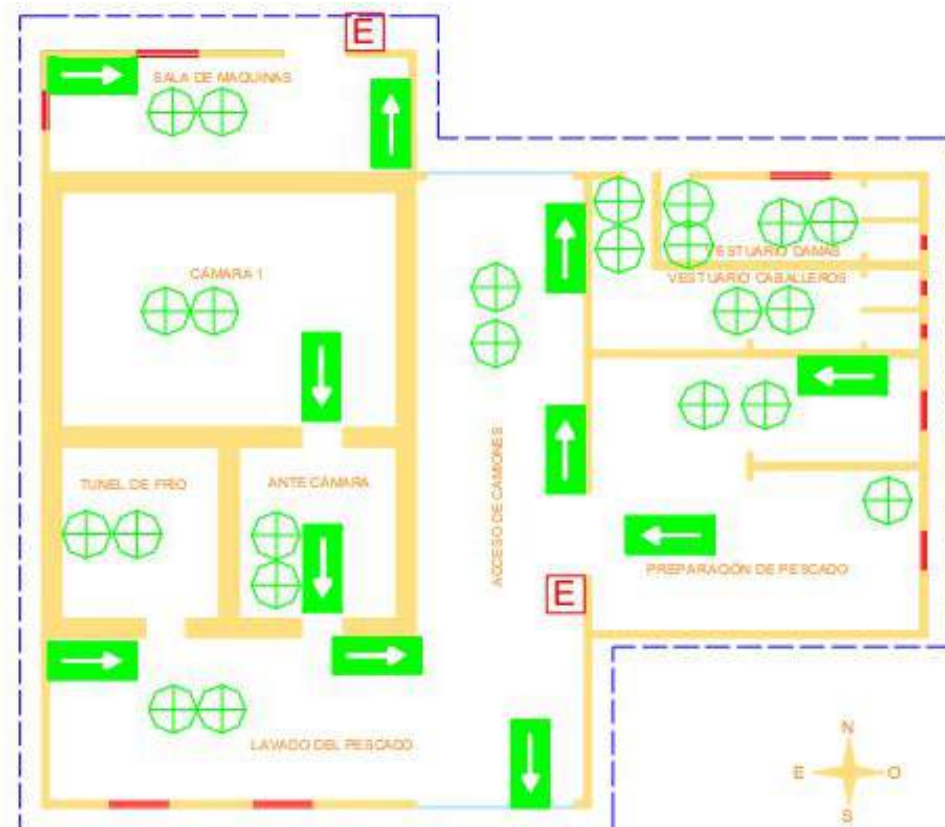 E
SALA DE MAQUINAS
CÁMARA 1
VESTUARIO DAMAS
VESTUARIO CABALLEROS
TUNEL DE FRIO
ANTE CÁMARA
ACCESO DE CAMIONES
E
PREPARACIÓN DE PESCADO
LAVADO DEL PESCADO
N
E O
S